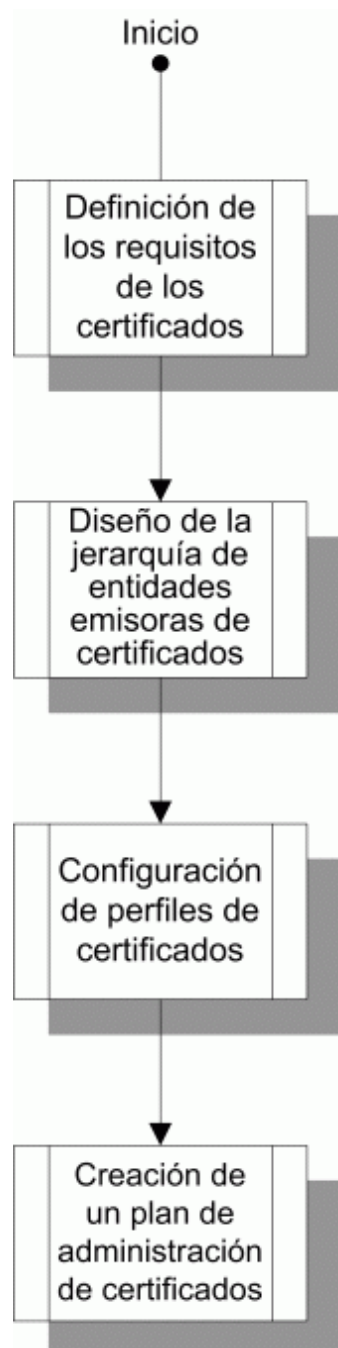 Inicio
Definición de
los requisitos
de los
certificados
Diseño de la
jerarquía de
entidades
emisoras de
certificados
Configuración
de perfiles de
certificados
Creación de
un plan de
administración
de certificados